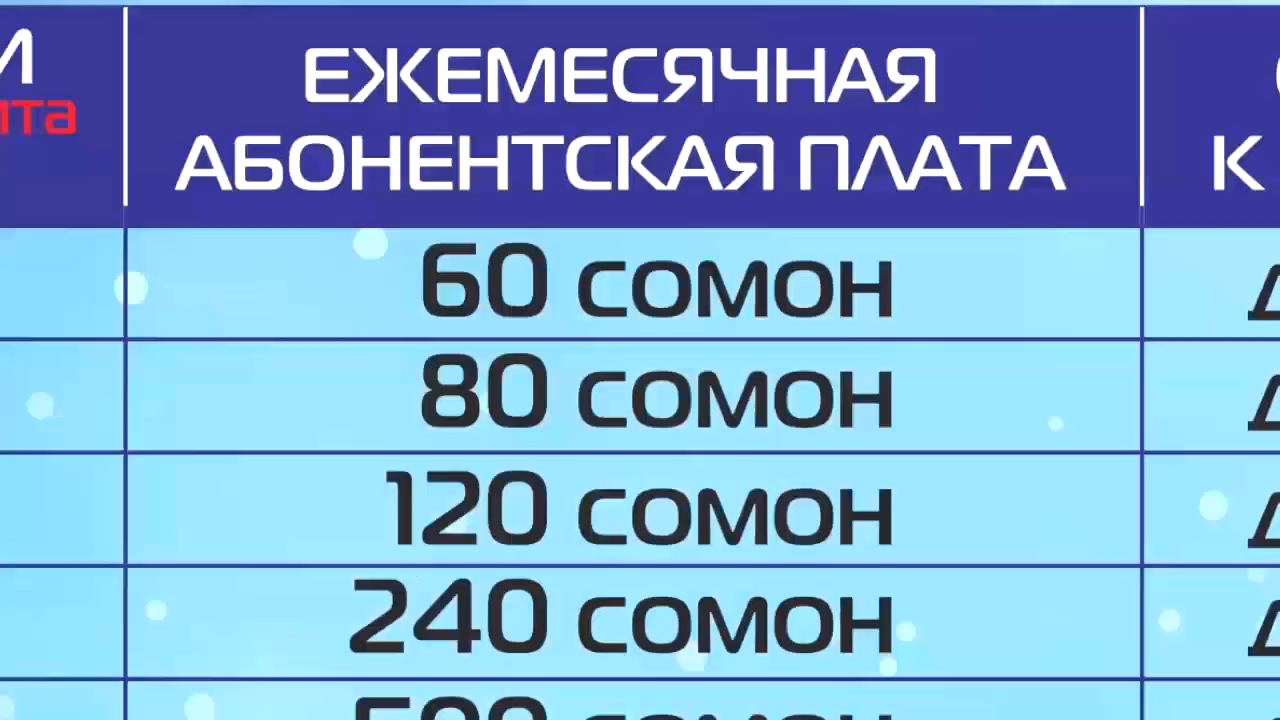 ЕЖЕМЕСЯЧНАЯ
АБОНЕНТСКАЯ ПЛАТА
К
60 СОМОН
80 СОМОН
120 СОМОН
240 СОМОН